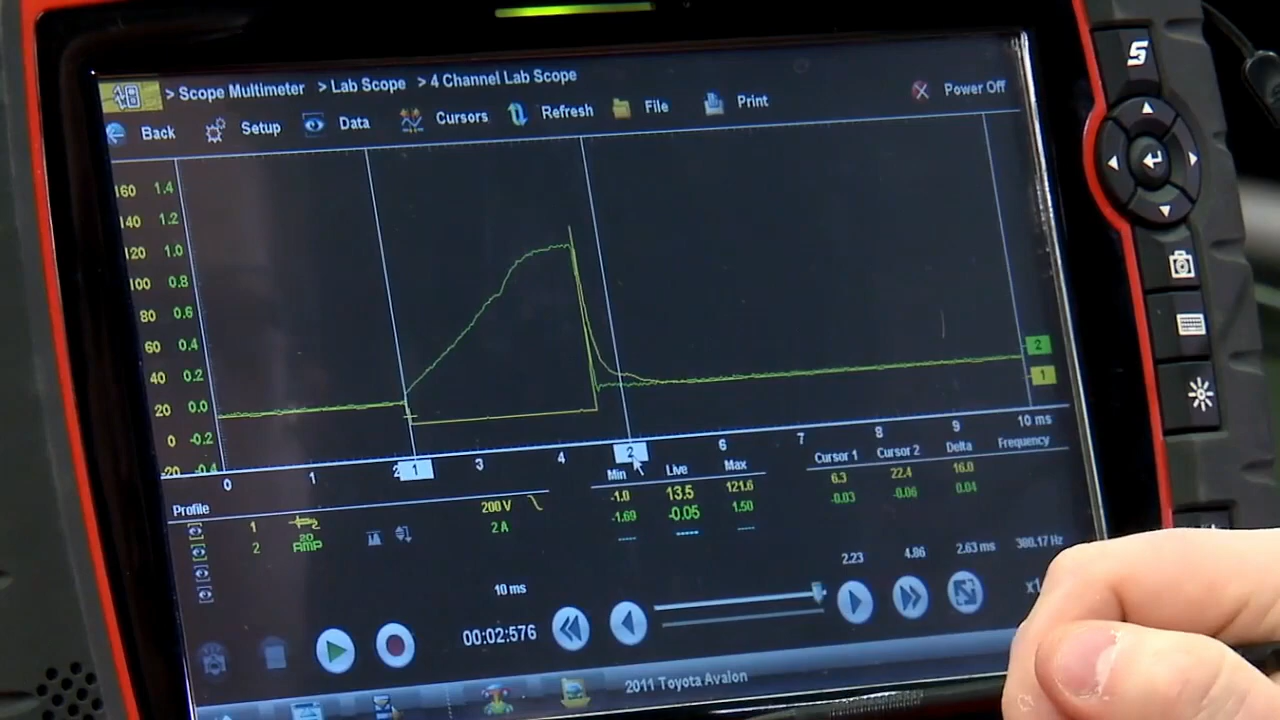 > Scope Multimeter > Lab Scope > 4 Channel Lab Scope
Back Setup Data Cursors Refresh File Print Power Off
160 1.4
140 1.2
120 1.0
100 0.8
80 0.6
60 0.4
40 0.2
20 0.0
0 -0.2
-20 -0.4
2
1
0 1 2 1 3 4 2 6 7 8 9 10 ms
Min Live Max Cursor 1 Cursor 2 Delta Frequency
Profile
1 200 V -1.0 13.5 121.6 6.3 22.4 16.0
2 20 AMP 2 A -1.69 -0.05 1.50 -0.03 -0.06 0.04
---- ---- ----
10 ms 2.23 4.86 2.63 ms 380.17 Hz
00:02:576 x1
2011 Toyota Avalon
S